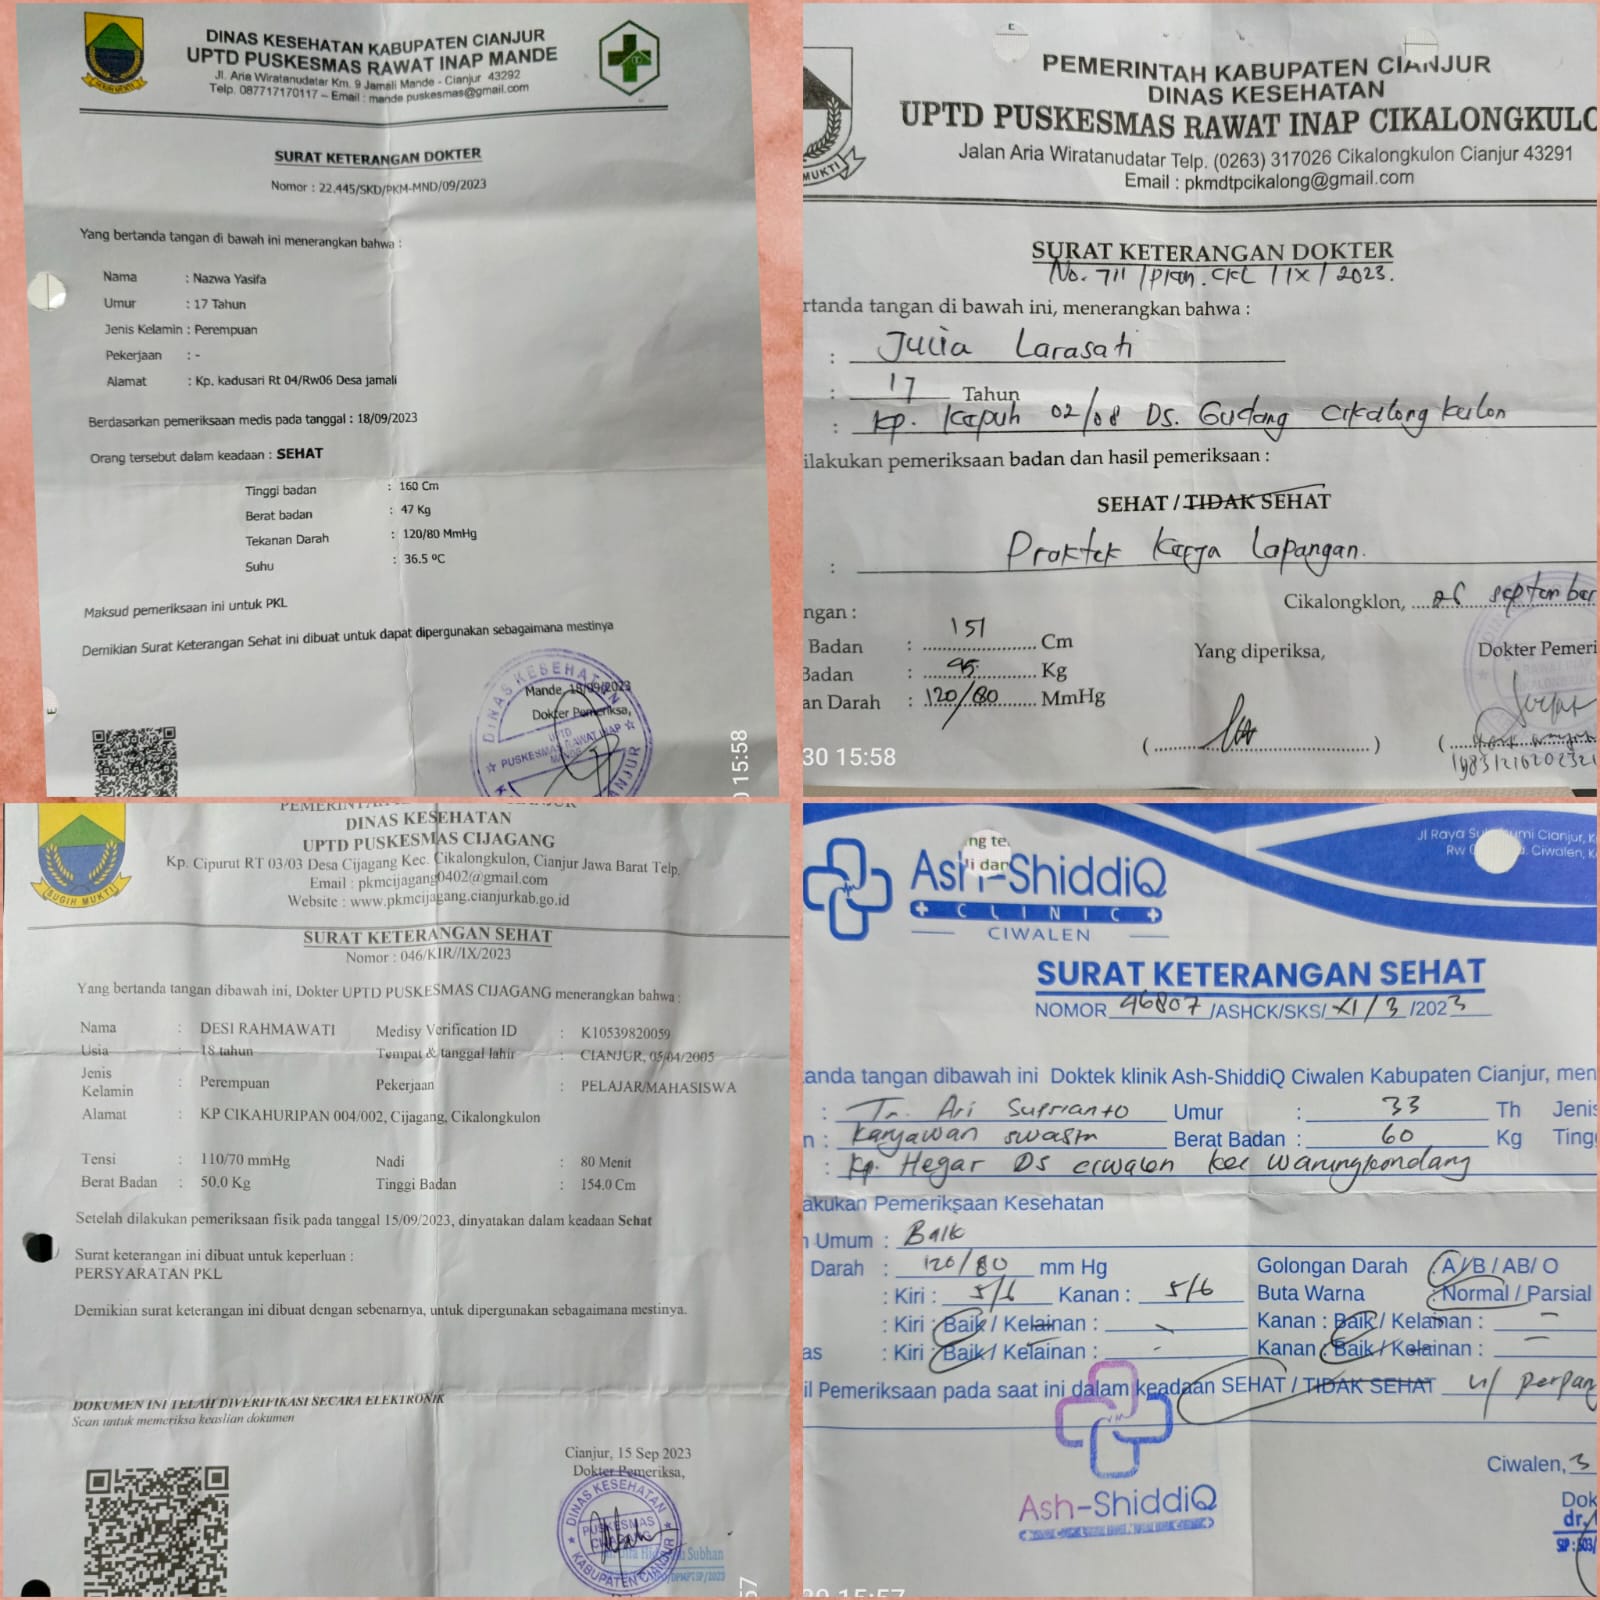 DINAS KESEHATAN KABUPATEN CIANJUR
UPTD PUSKESMAS RAWAT INAP MANDE
Jl. Aria Wiratanudatar Km. 9 Jamali Mande - Cianjur 43292
Telp. 087717170117 – Email : mande.puskesmas@gmail.com
SURAT KETERANGAN DOKTER
Nomor : 22.445/SKD/PKM-MND/09/2023
Yang bertanda tangan di bawah ini menerangkan bahwa :
Nama : Nazwa Yasifa
Umur : 17 Tahun
Jenis Kelamin : Perempuan
Pekerjaan : -
Alamat : Kp. kadusari Rt 04/Rw06 Desa jamali
Berdasarkan pemeriksaan medis pada tanggal : 18/09/2023
Orang tersebut dalam keadaan : SEHAT
Tinggi badan : 160 Cm
Berat badan : 47 Kg
Tekanan Darah : 120/80 MmHg
Suhu : 36.5 ºC
Maksud pemeriksaan ini untuk PKL
Demikian Surat Keterangan Sehat ini dibuat untuk dapat dipergunakan sebagaimana mestinya
Mande, 18/09/2023
Dokter Pemeriksa,
DINAS KESEHATAN
UPTD
PUSKESMAS RAWAT INAP
MANDE
15:58
PEMERINTAH KABUPATEN CIANJUR
DINAS KESEHATAN
UPTD PUSKESMAS RAWAT INAP CIKALONGKULO
Jalan Aria Wiratanudatar Telp. (0263) 317026 Cikalongkulon Cianjur 43291
Email : pkmdtpcikalong@gmail.com
MUKTI
SURAT KETERANGAN DOKTER
No. 711 /pkm.CKL /IX/ 2023.
rtanda tangan di bawah ini, menerangkan bahwa :
: Julia Larasati
: 17 Tahun
: Kp. Kepuh 02/08 Ds. Gudang Cikalong kulon
ilakukan pemeriksaan badan dan hasil pemeriksaan :
SEHAT / TIDAK SEHAT
: Praktek Kerja Lapangan.
Cikalongklon, 26 september
ngan :
Badan : 151 Cm
Badan : 45 Kg
an Darah : 120/80 MmHg
Yang diperiksa,
Dokter Pemeri
30 15:58
PEMERINTAH KABUPATEN CIANJUR
DINAS KESEHATAN
UPTD PUSKESMAS CIJAGANG
Kp. Cipurut RT 03/03 Desa Cijagang Kec. Cikalongkulon, Cianjur Jawa Barat Telp.
Email : pkmcijagang0402@gmail.com
Website : www.pkmcijagang.cianjurkab.go.id
SUGIH MUKTI
SURAT KETERANGAN SEHAT
Nomor : 046/KIR//IX/2023
Yang bertanda tangan dibawah ini, Dokter UPTD PUSKESMAS CIJAGANG menerangkan bahwa :
Nama : DESI RAHMAWATI Medisy Verification ID : K10539820059
Usia : 18 tahun Tempat & tanggal lahir : CIANJUR, 05/04/2005
Jenis Kelamin : Perempuan Pekerjaan : PELAJAR/MAHASISWA
Alamat : KP CIKAHURIPAN 004/002, Cijagang, Cikalongkulon
Tensi : 110/70 mmHg Nadi : 80 Menit
Berat Badan : 50.0 Kg Tinggi Badan : 154.0 Cm
Setelah dilakukan pemeriksaan fisik pada tanggal 15/09/2023, dinyatakan dalam keadaan Sehat
Surat keterangan ini dibuat untuk keperluan :
PERSYARATAN PKL
Demikian surat keterangan ini dibuat dengan sebenarnya, untuk dipergunakan sebagaimana mestinya.
DOKUMEN INI TELAH DIVERIFIKASI SECARA ELEKTRONIK
Scan untuk memeriksa keaslian dokumen
Cianjur, 15 Sep 2023
Dokter Pemeriksa,
DINAS KESEHATAN
PUSKESMAS
KABUPATEN CIANJUR
Subhan
57
ng te
li dar
Ash-ShiddiQ
CLINIC
CIWALEN
Jl Raya Sukabumi Cianjur, K
Ciwalen, K
SURAT KETERANGAN SEHAT
NOMOR 46807 /ASHCK/SKS/ XI / 3 /2023
anda tangan dibawah ini Doktek klinik Ash-ShiddiQ Ciwalen Kabupaten Cianjur, men
: Tn. Ari Suprianto Umur : 33 Th Jenis
n : Karyawan swasta Berat Badan : 60 Kg Ting
: Kp. Hegar Ds ciwalen kec warungkondang
akukan Pemeriksaan Kesehatan
Umum : Baik
Darah : 120/80 mm Hg Golongan Darah A/B / AB/ O
: Kiri : 5/6 Kanan : 5/6 Buta Warna : Normal / Parsial
: Kiri : Baik / Kelainan : - Kanan : Baik / Kelainan : -
as : Kiri : Baik / Kelainan : - Kanan : Baik / Kelainan : -
il Pemeriksaan pada saat ini dalam keadaan SEHAT / TIDAK SEHAT u/ perpan
Ash-ShiddiQ
Ciwalen, 3
Dok
dr.
SIP : 503/
30 15:57